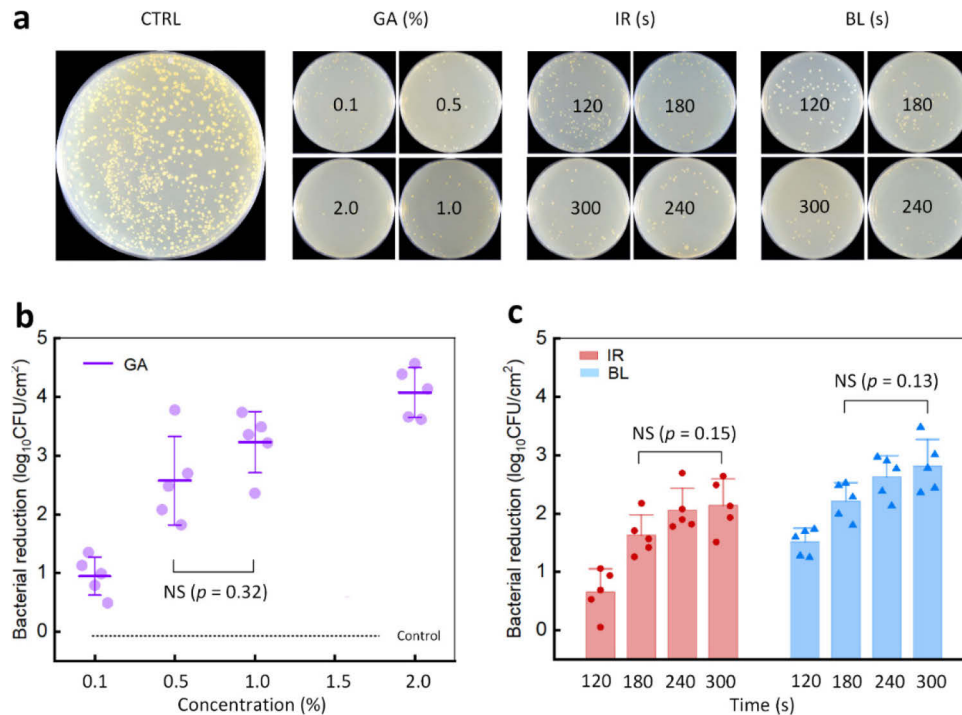 a
CTRL GA (%) IR (s) BL (s)
0.1 0.5 120 180 120 180
2.0 1.0 300 240 300 240
b
Bacterial reduction (log₁₀CFU/cm²)
5
4
3
2
1
0
GA
NS (p = 0.32)
Control
0.1 0.5 1.0 1.5 2.0
Concentration (%)
c
Bacterial reduction (log₁₀CFU/cm²)
5
4
3
2
1
0
IR
BL
NS (p = 0.13)
NS (p = 0.15)
120 180 240 300 120 180 240 300
Time (s)